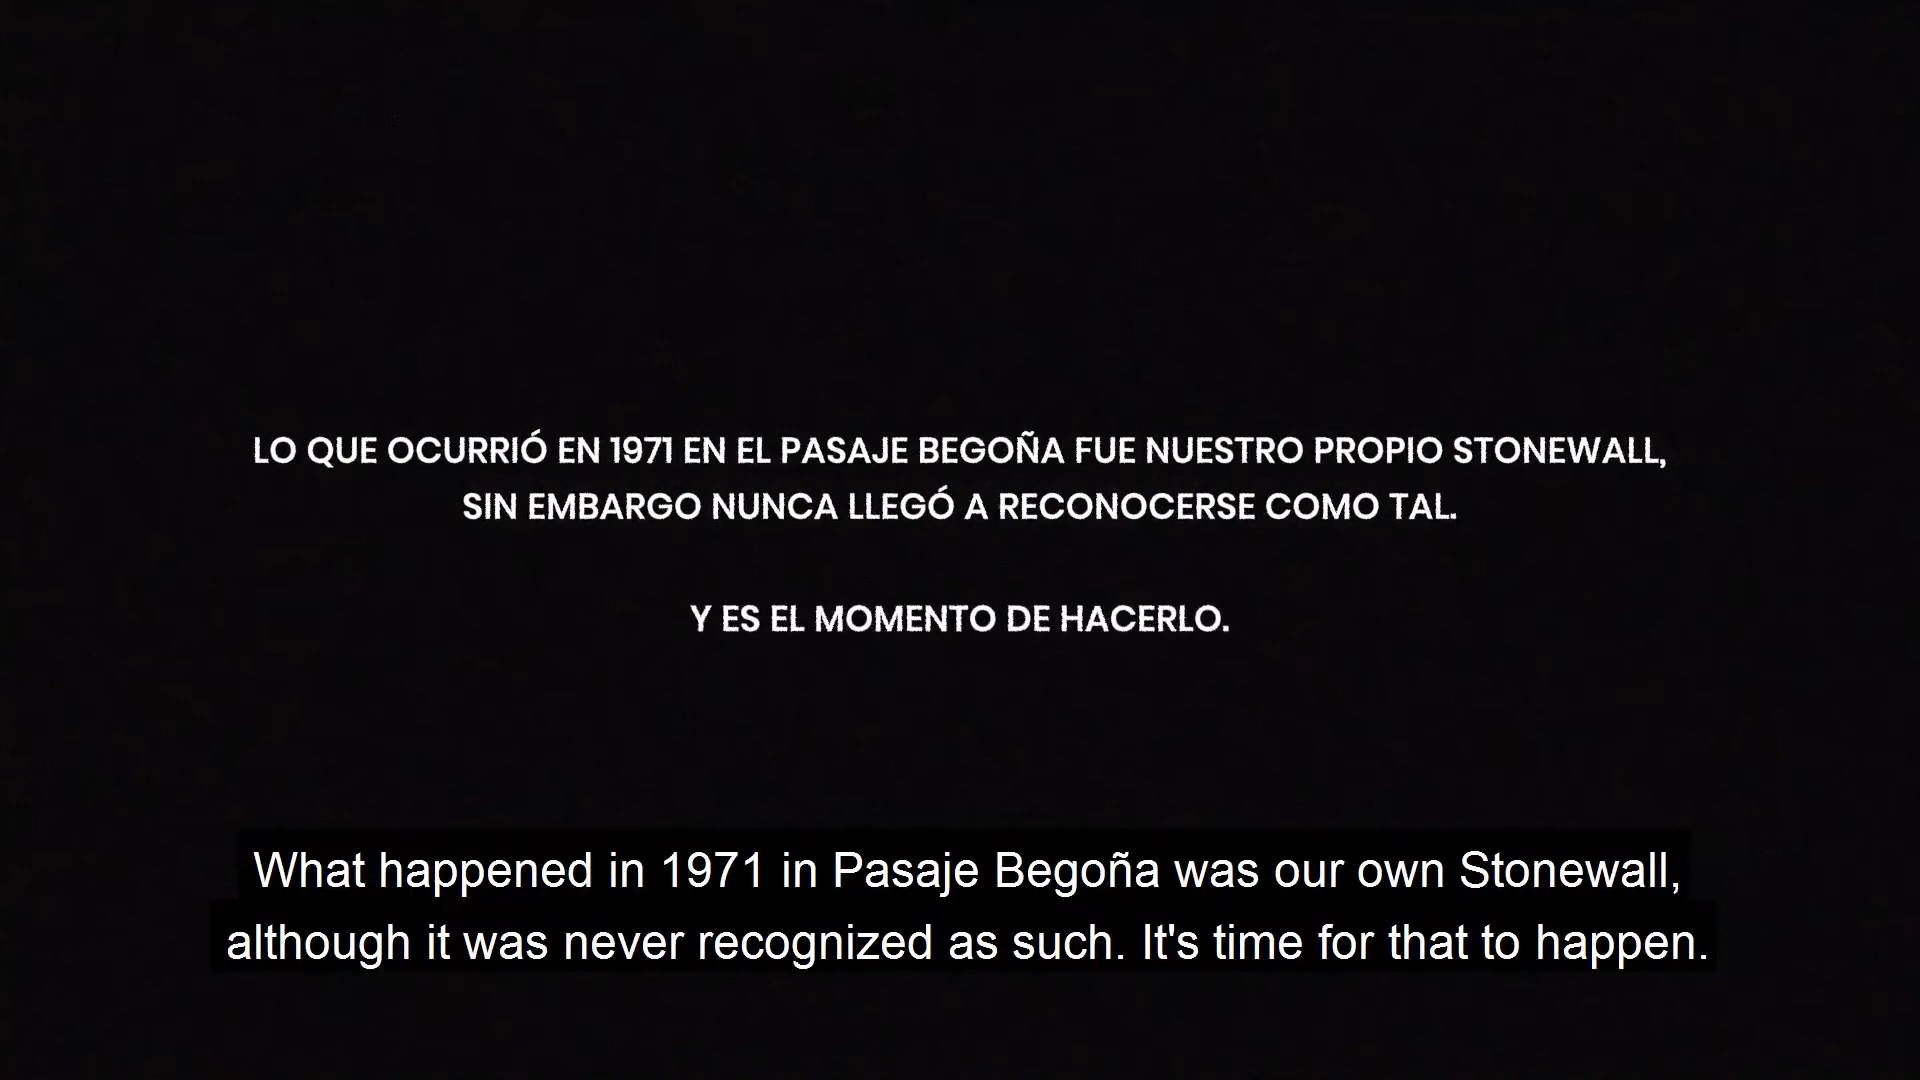 LO QUE OCURRIÓ EN 1971 EN EL PASAJE BEGOÑA FUE NUESTRO PROPIO STONEWALL,
SIN EMBARGO NUNCA LLEGÓ A RECONOCERSE COMO TAL.
Y ES EL MOMENTO DE HACERLO.
What happened in 1971 in Pasaje Begoña was our own Stonewall,
although it was never recognized as such. It's time for that to happen.